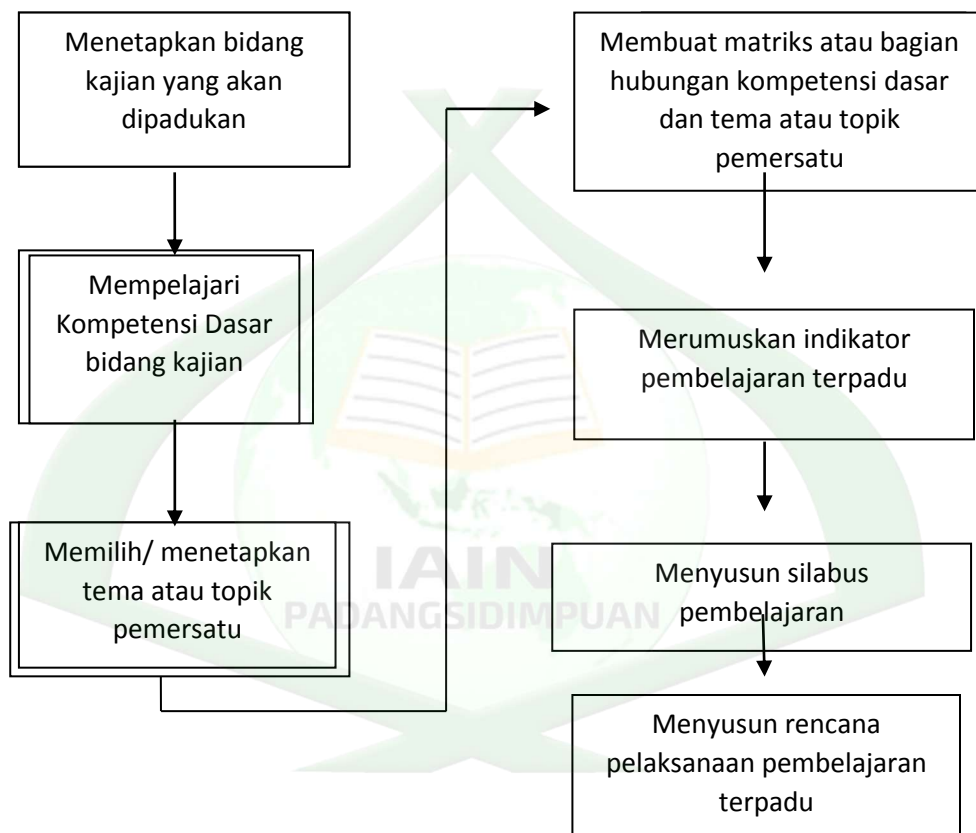 Menetapkan bidang
kajian yang akan
dipadukan
Mempelajari
Kompetensi Dasar
bidang kajian
Memilih/ menetapkan
tema atau topik
pemersatu
Membuat matriks atau bagian
hubungan kompetensi dasar
dan tema atau topik
pemersatu
Merumuskan indikator
pembelajaran terpadu
Menyusun silabus
pembelajaran
Menyusun rencana
pelaksanaan pembelajaran
terpadu
IAIN
PADANGSIDIMPUAN